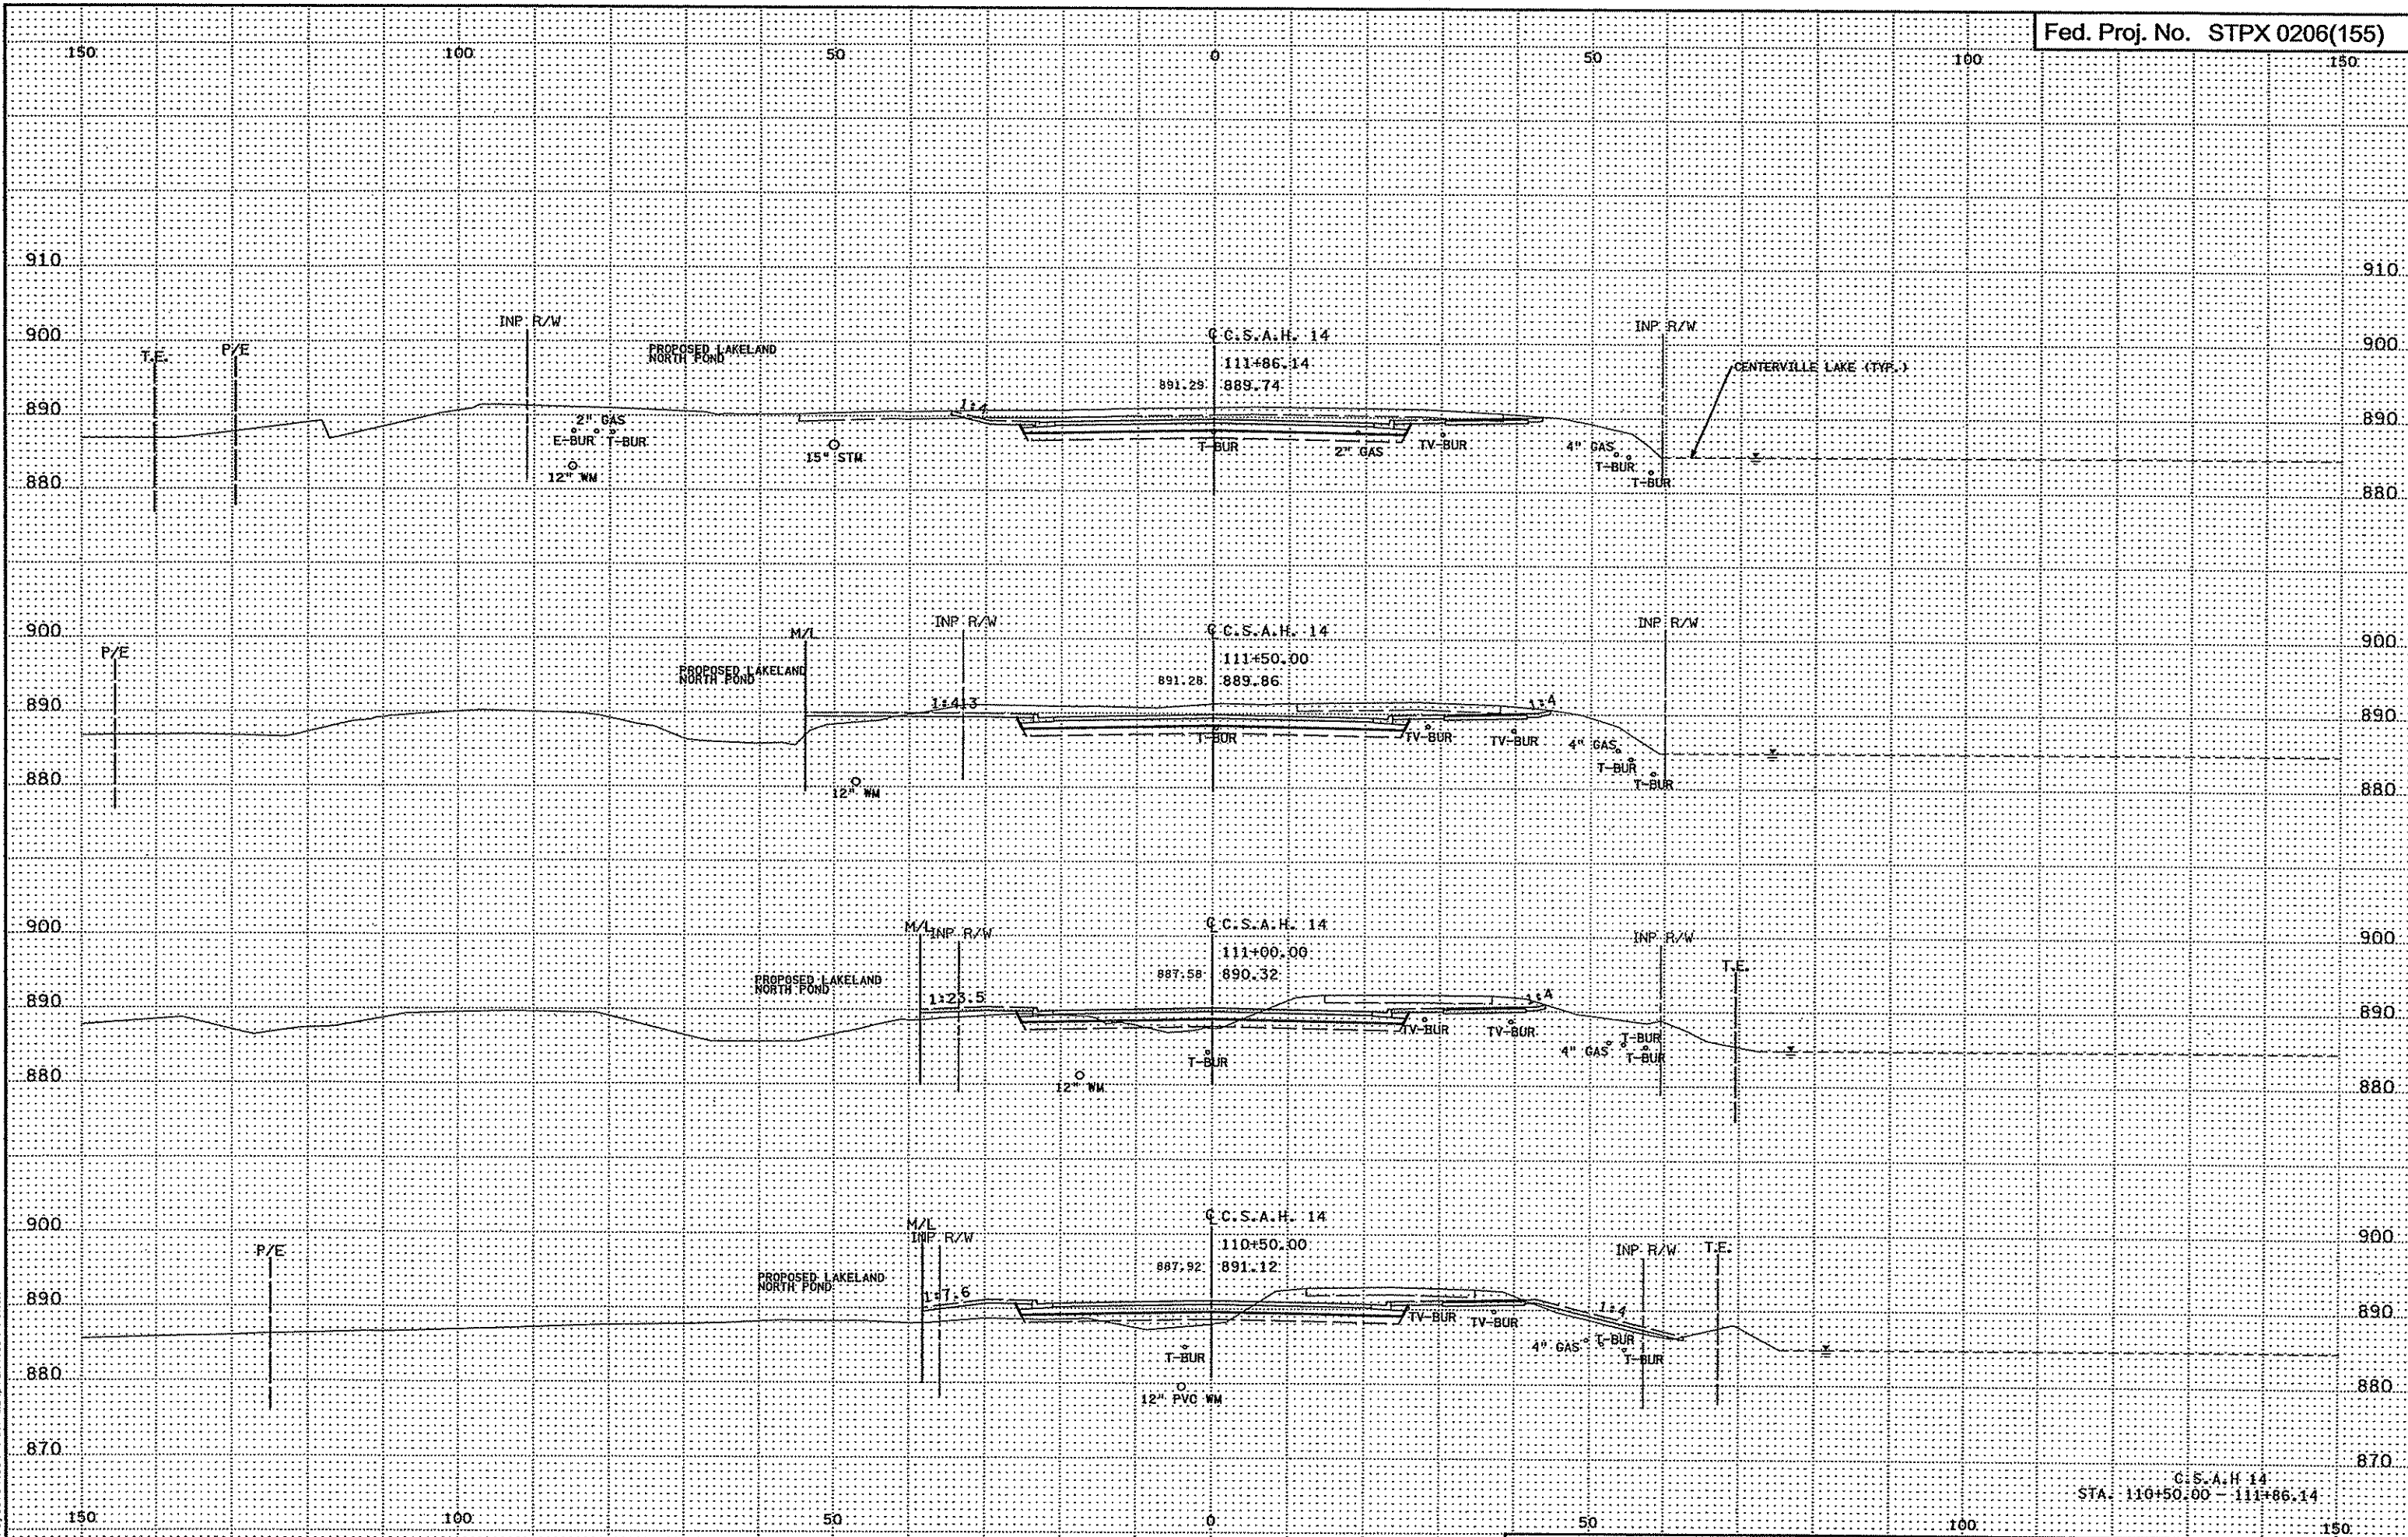 Fed. Proj. No. STPX 0206(155)
150 100 50 0 50 100 150
910 910
INP R/W
900 900
T.E. P/E
PROPOSED LAKELAND
NORTH POND
℄ C.S.A.H. 14
INP R/W
111+86.14
CENTERVILLE LAKE (TYP.)
891.29 889.74
890 890
1:4
2" GAS
E-BUR T-BUR
15" STM
T-BUR
2" GAS
TV-BUR
4" GAS
T-BUR
12" WM
T-BUR
880 880
900 900
P/E
M/L
INP R/W
℄ C.S.A.H. 14
INP R/W
PROPOSED LAKELAND
NORTH POND
111+50.00
891.28 889.86
890 890
1:413
1:4
T-BUR
TV-BUR
TV-BUR
4" GAS
T-BUR
T-BUR
12" WM
880 880
900 900
M/L INP R/W
℄ C.S.A.H. 14
INP R/W
T.E.
PROPOSED LAKELAND
NORTH POND
111+00.00
887.58 890.32
890 890
1:23.5
1:4
TV-BUR
TV-BUR
T-BUR
4" GAS
T-BUR
T-BUR
12" WM
880 880
900 900
P/E
M/L
INP R/W
℄ C.S.A.H. 14
INP R/W T.E.
PROPOSED LAKELAND
NORTH POND
110+50.00
887.92 891.12
890 890
1:7.6
1:4
TV-BUR
TV-BUR
T-BUR
4" GAS
T-BUR
T-BUR
12" PVC WM
880 880
870 870
C.S.A.H 14
STA. 110+50.00 - 111+86.14
150 100 50 0 50 100 150